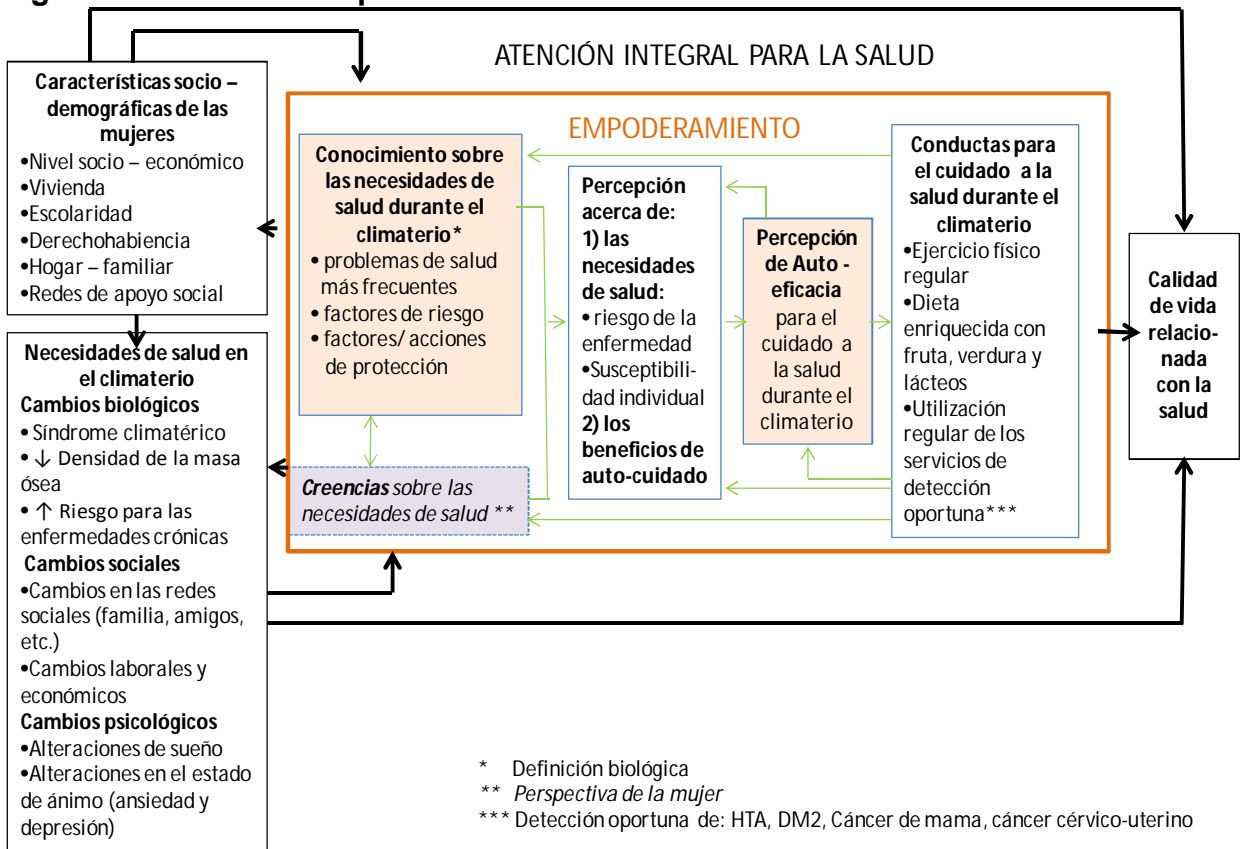 ATENCIÓN INTEGRAL PARA LA SALUD
Características socio –
demográficas de las
mujeres
•Nivel socio – económico
•Vivienda
•Escolaridad
•Derechohabiencia
•Hogar – familiar
•Redes de apoyo social
Necesidades de salud en
el climaterio
Cambios biológicos
• Síndrome climatérico
• ↓ Densidad de la masa
ósea
• ↑ Riesgo para las
enfermedades crónicas
Cambios sociales
•Cambios en las redes
sociales (familia, amigos,
etc.)
•Cambios laborales y
económicos
Cambios psicológicos
•Alteraciones de sueño
•Alteraciones en el estado
de ánimo (ansiedad y
depresión)
EMPODERAMIENTO
Conocimiento sobre
las necesidades de
salud durante el
climaterio*
• problemas de salud
más frecuentes
• factores de riesgo
• factores/ acciones
de protección
Creencias sobre las
necesidades de salud **
Percepción
acerca de:
1) las
necesidades
de salud:
• riesgo de la
enfermedad
•Susceptibili-
dad individual
2) los
beneficios de
auto-cuidado
Percepción
de Auto -
eficacia
para el
cuidado a
la salud
durante el
climaterio
Conductas para
el cuidado a la
salud durante el
climaterio
•Ejercicio físico
regular
•Dieta
enriquecida con
fruta, verdura y
lácteos
•Utilización
regular de los
servicios de
detección
oportuna***
Calidad
de vida
relacio-
nada
con la
salud
* Definición biológica
** Perspectiva de la mujer
*** Detección oportuna de: HTA, DM2, Cáncer de mama, cáncer cérvico-uterino